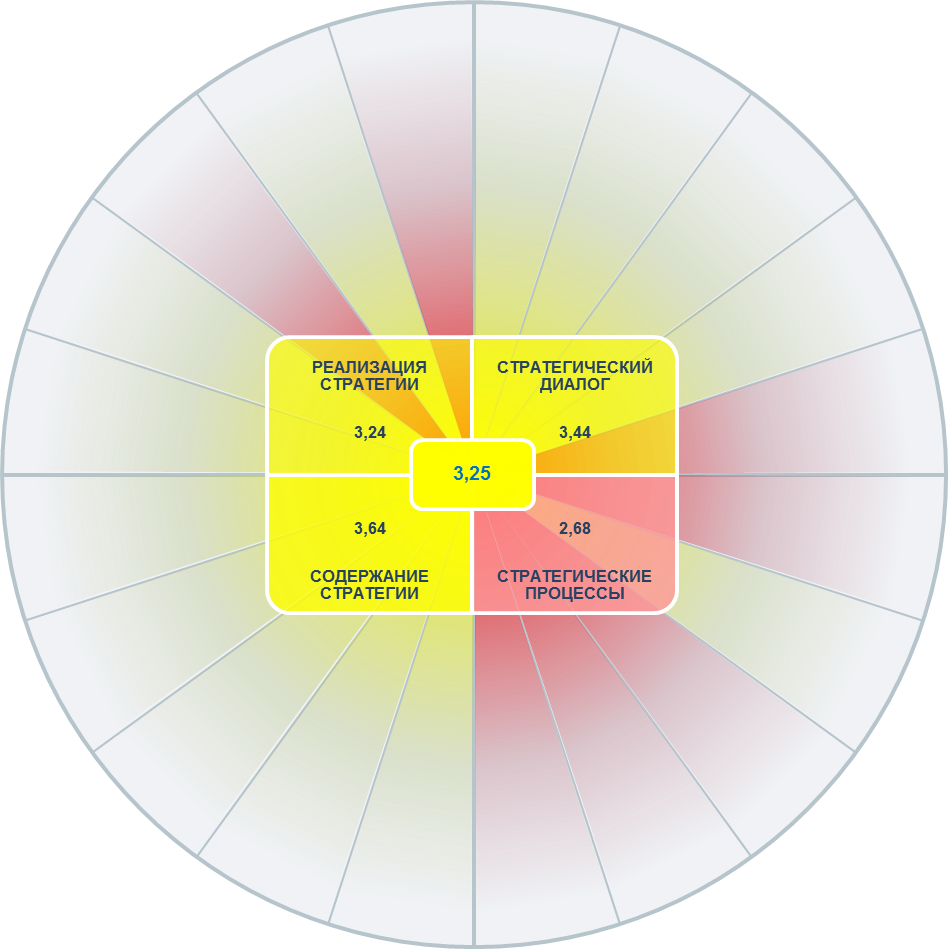 РЕАЛИЗАЦИЯ
СТРАТЕГИИ
3,24
СТРАТЕГИЧЕСКИЙ
ДИАЛОГ
3,44
3,25
3,64
СОДЕРЖАНИЕ
СТРАТЕГИИ
2,68
СТРАТЕГИЧЕСКИЕ
ПРОЦЕССЫ